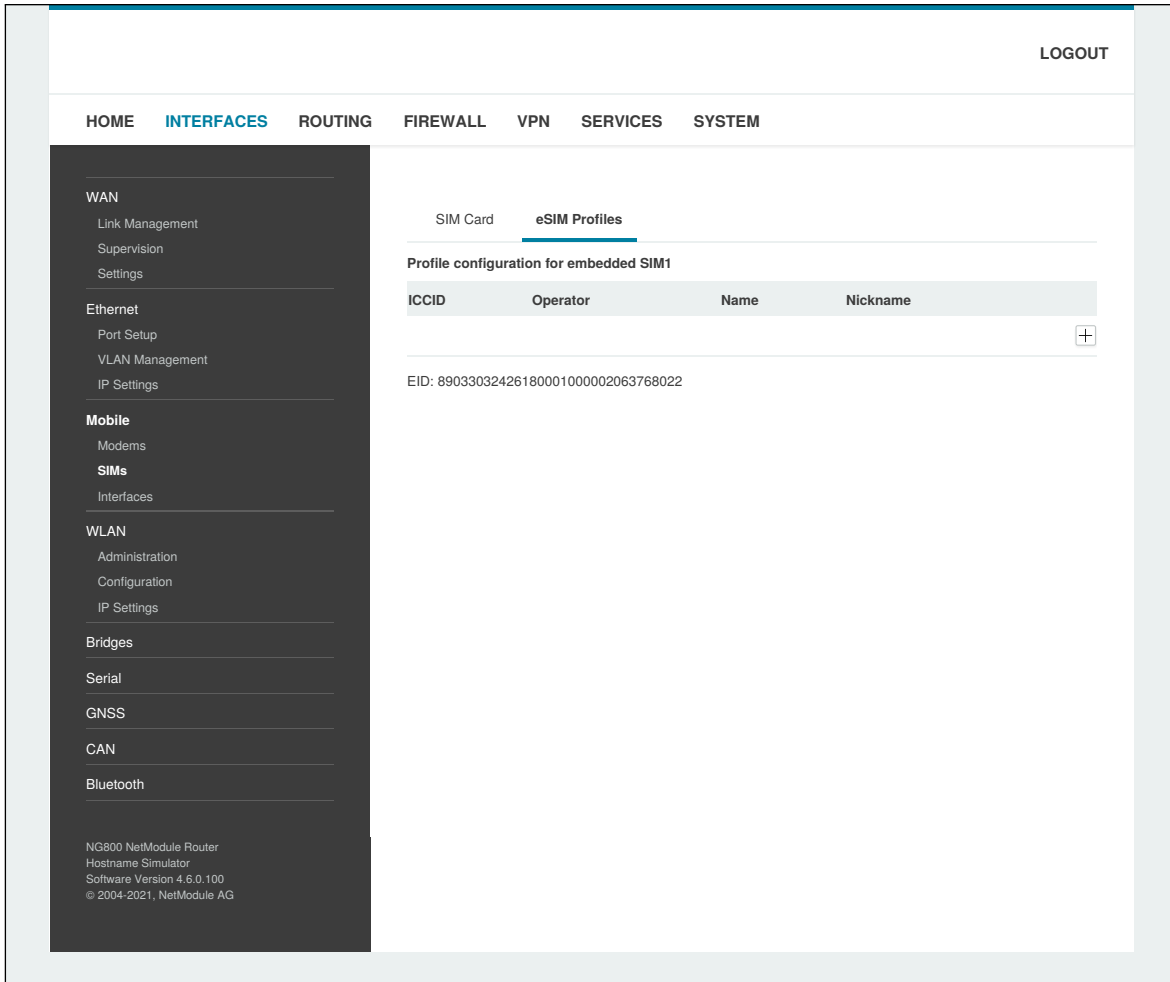 LOGOUT
HOME INTERFACES ROUTING FIREWALL VPN SERVICES SYSTEM
WAN
Link Management
Supervision
Settings
Ethernet
Port Setup
VLAN Management
IP Settings
Mobile
Modems
SIMs
Interfaces
WLAN
Administration
Configuration
IP Settings
Bridges
Serial
GNSS
CAN
Bluetooth
NG800 NetModule Router
Hostname Simulator
Software Version 4.6.0.100
© 2004-2021, NetModule AG
SIM Card eSIM Profiles
Profile configuration for embedded SIM1
ICCID Operator Name Nickname
EID: 89033032426180001000002063768022